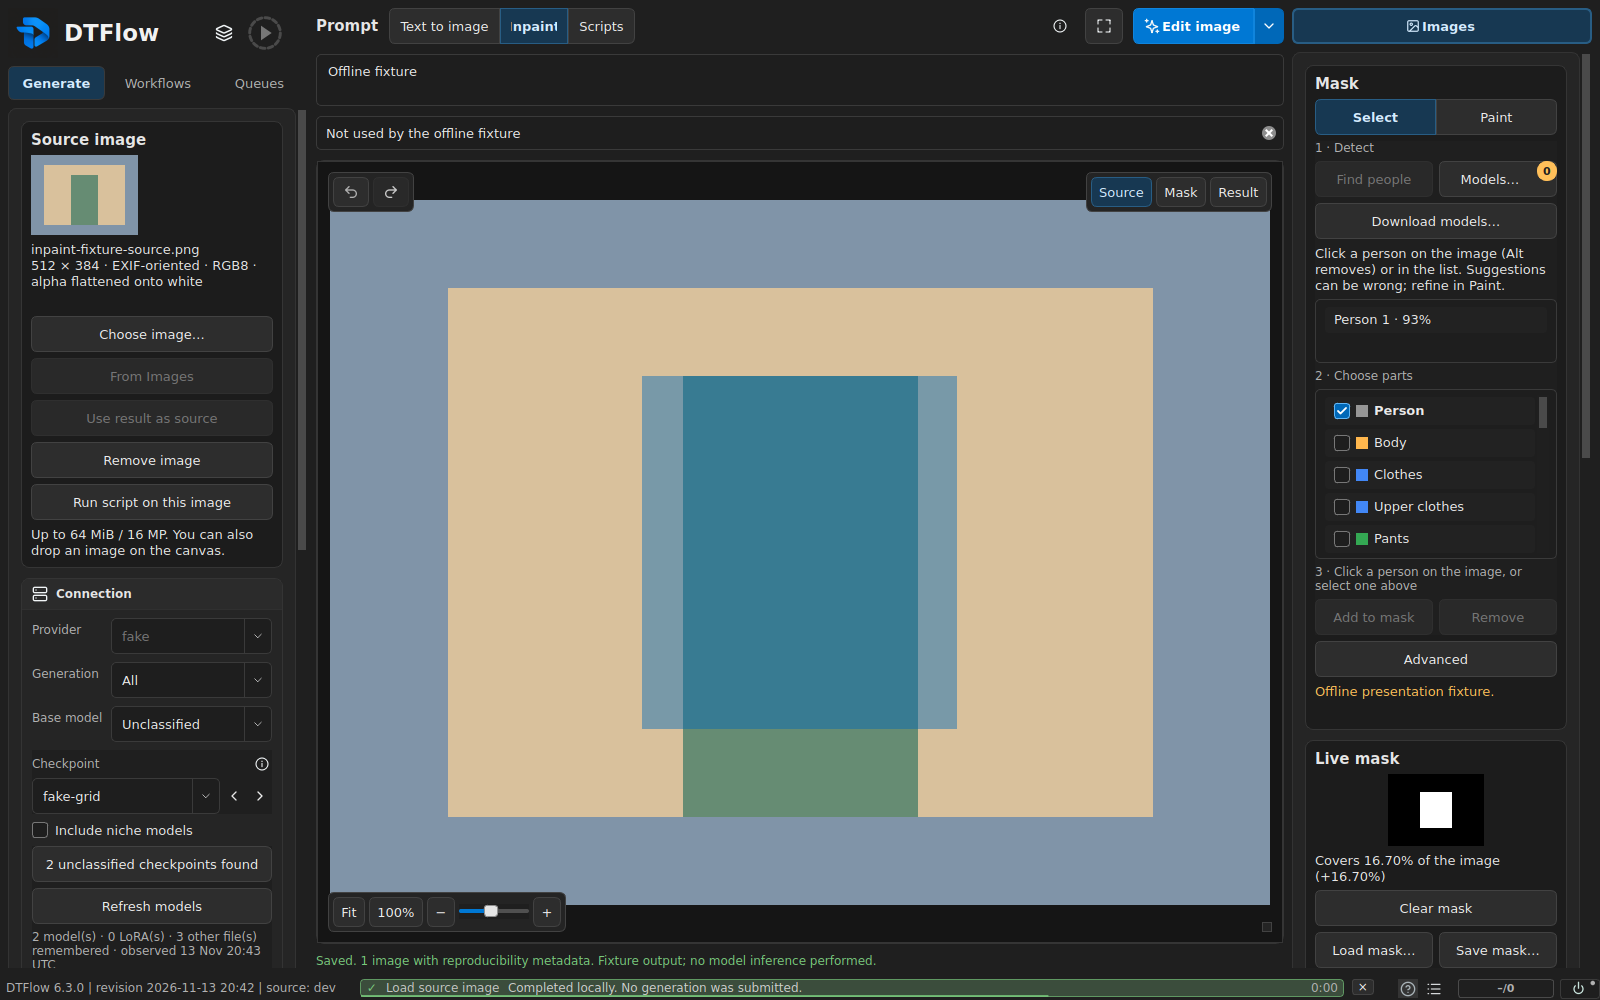 DTFlow
Generate
Workflows
Queues
Source image
inpaint-fixture-source.png
512 × 384 · EXIF-oriented · RGB8 ·
alpha flattened onto white
Choose image...
From Images
Use result as source
Remove image
Run script on this image
Up to 64 MiB / 16 MP. You can also
drop an image on the canvas.
Connection
Provider
fake
Generation
All
Base model
Unclassified
Checkpoint
fake-grid
Include niche models
2 unclassified checkpoints found
Refresh models
2 model(s) · 0 LoRA(s) · 3 other file(s)
remembered · observed 13 Nov 20:43
UTC
Prompt
Text to image
Inpaint
Scripts
Edit image
Offline fixture
Not used by the offline fixture
Source
Mask
Result
Fit
100%
−
+
Saved. 1 image with reproducibility metadata. Fixture output; no model inference performed.
Images
Mask
Select
Paint
1 · Detect
Find people
Models...
0
Download models...
Click a person on the image (Alt
removes) or in the list. Suggestions
can be wrong; refine in Paint.
Person 1 · 93%
2 · Choose parts
Person
Body
Clothes
Upper clothes
Pants
3 · Click a person on the image, or
select one above
Add to mask
Remove
Advanced
Offline presentation fixture.
Live mask
Covers 16.70% of the image
(+16.70%)
Clear mask
Load mask...
Save mask...
DTFlow 6.3.0 | revision 2026-11-13 20:42 | source: dev
✓ Load source image Completed locally. No generation was submitted.
0:00
–/0